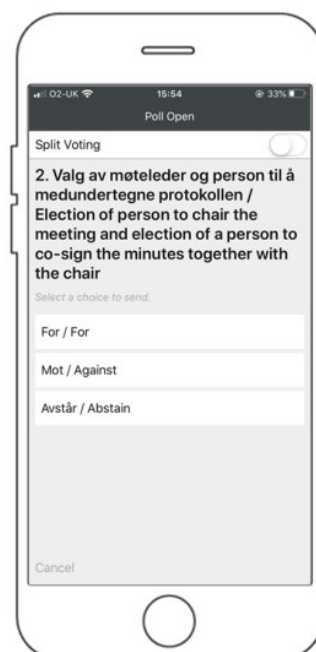 O2-UK 15:54 33%
Poll Open
Split Voting
2. Valg av møteleder og person til å
medundertegne protokollen /
Election of person to chair the
meeting and election of a person to
co-sign the minutes together with
the chair
Select a choice to send.
For / For
Mot / Against
Avstår / Abstain
Cancel